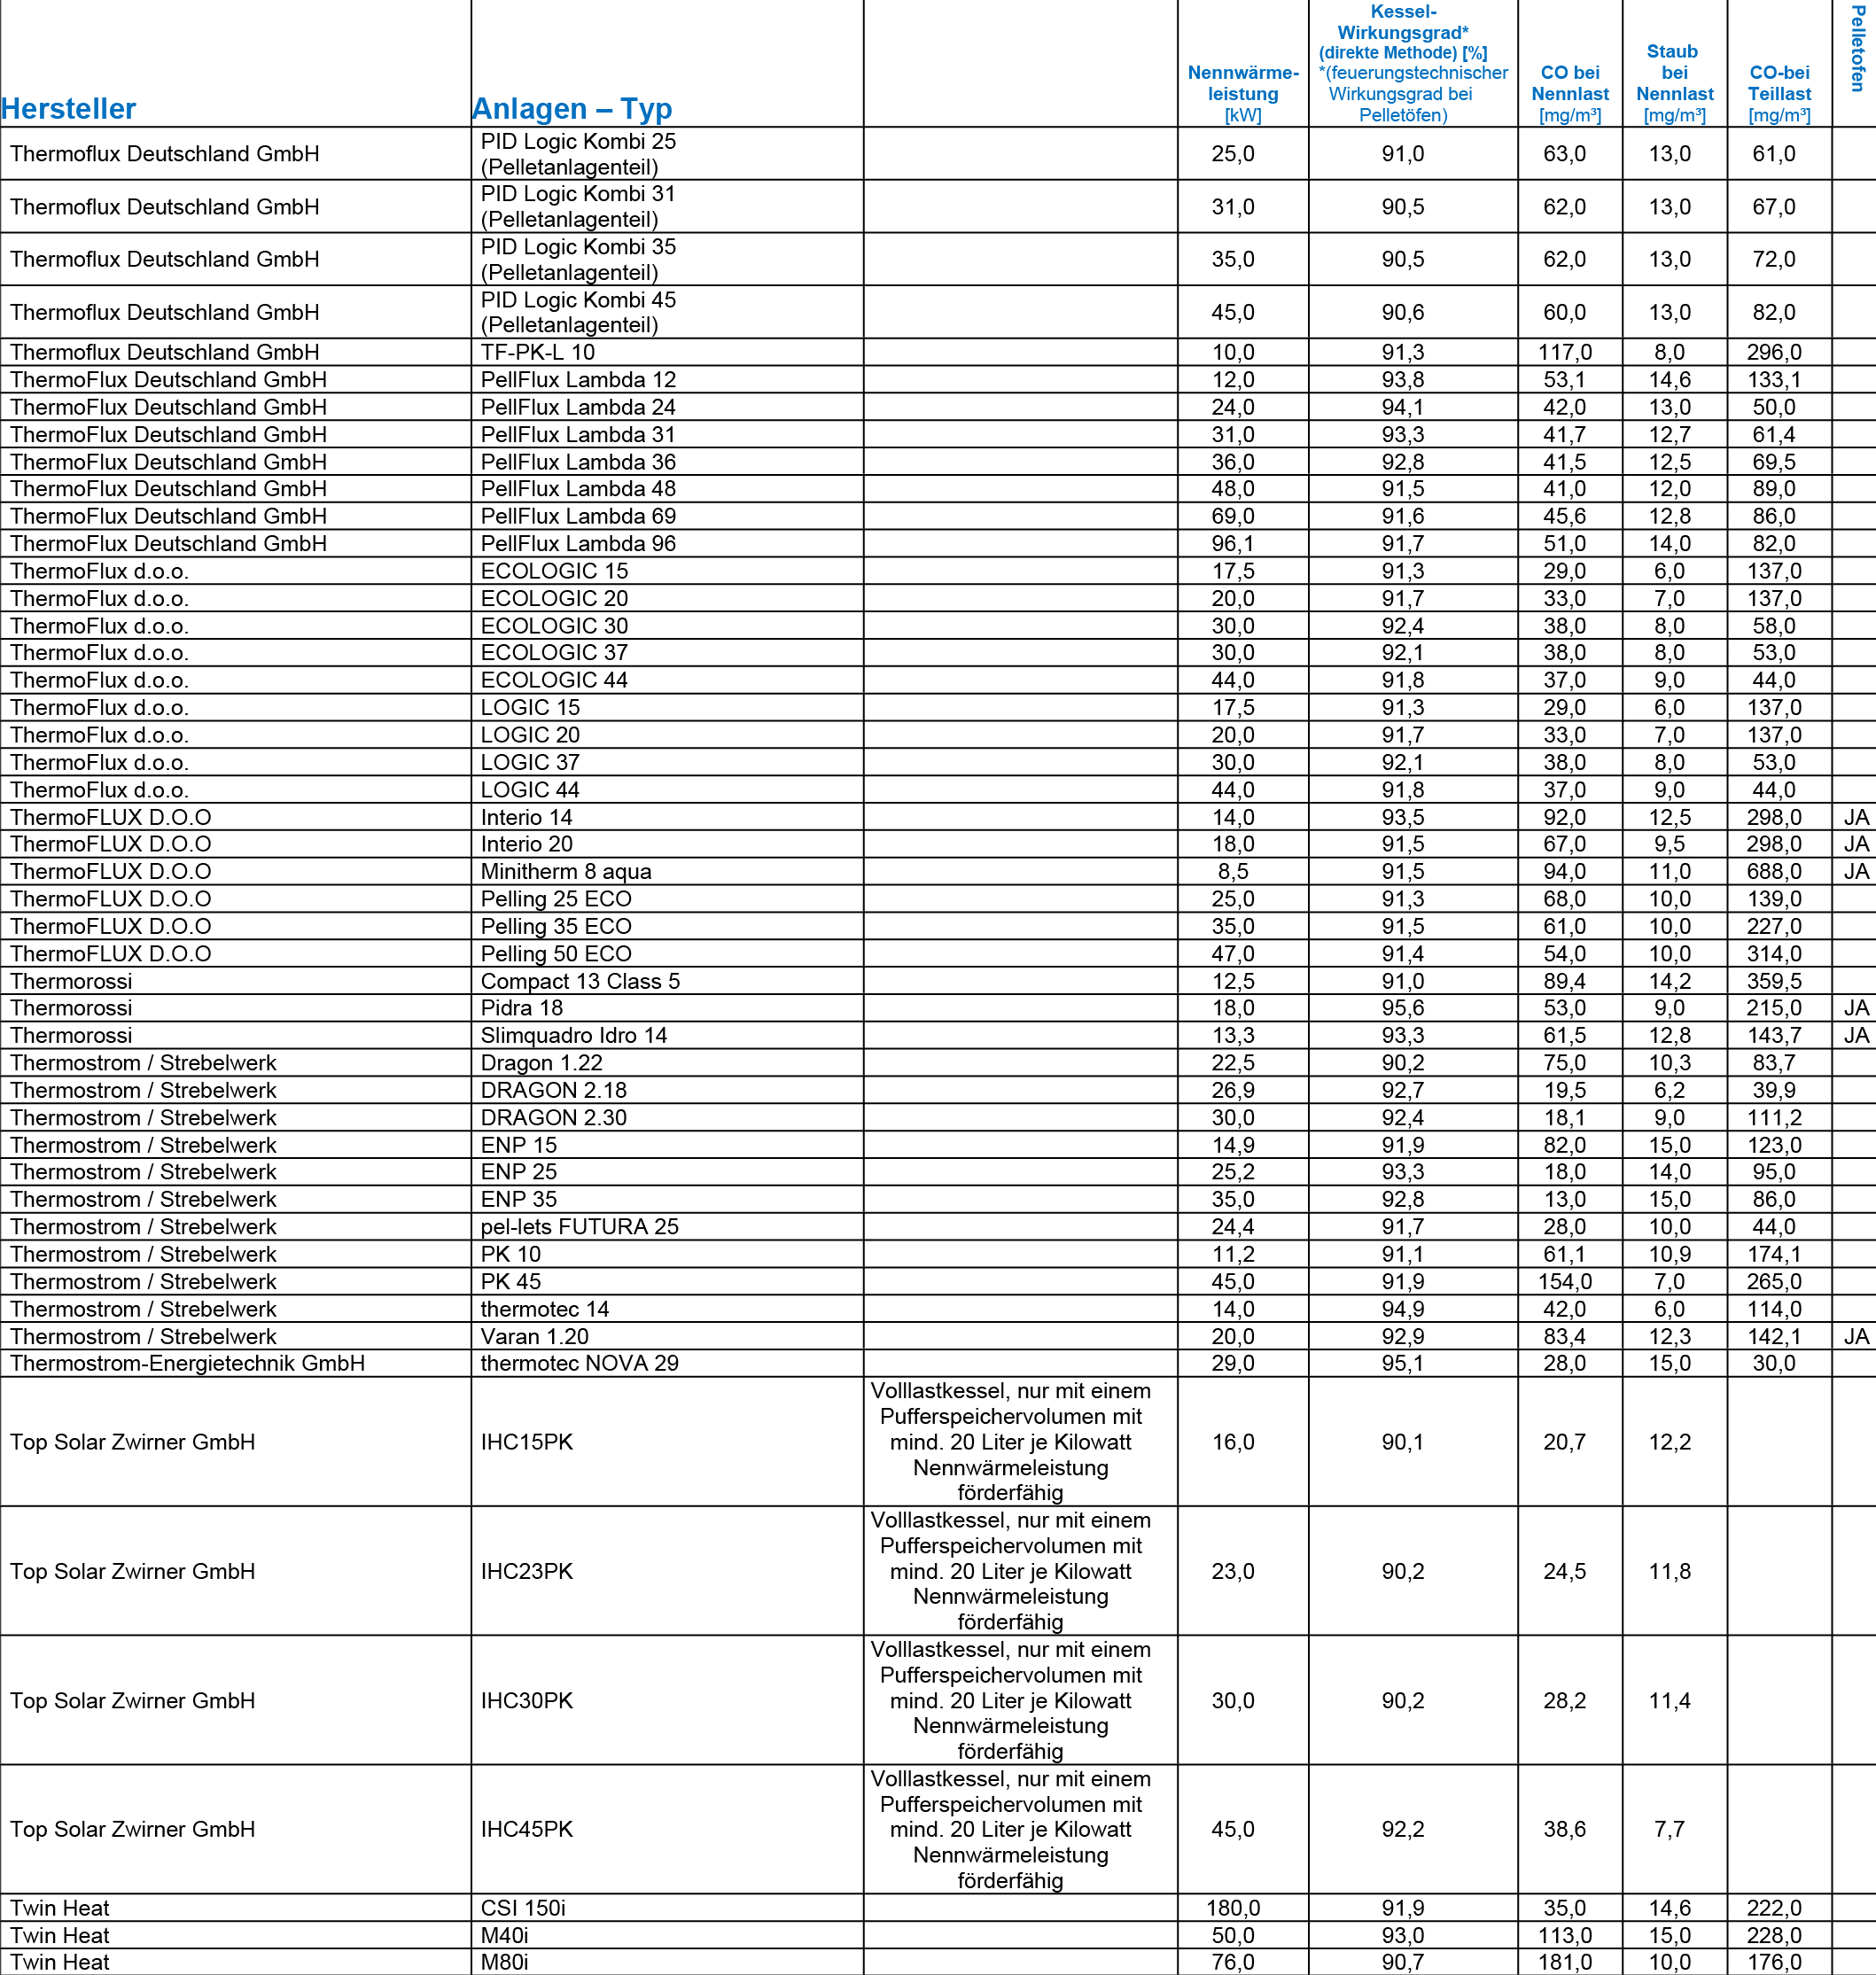 Hersteller Anlagen – Typ Nennwärme-leistung [kW] Kessel-Wirkungsgrad* (direkte Methode) [%] *(feuerungstechnischer Wirkungsgrad bei Pelletöfen) CO bei Nennlast [mg/m³] Staub bei Nennlast [mg/m³] CO-bei Teillast [mg/m³] Pelletofen
Thermoflux Deutschland GmbH PID Logic Kombi 25 (Pelletanlagenteil) 25,0 91,0 63,0 13,0 61,0
Thermoflux Deutschland GmbH PID Logic Kombi 31 (Pelletanlagenteil) 31,0 90,5 62,0 13,0 67,0
Thermoflux Deutschland GmbH PID Logic Kombi 35 (Pelletanlagenteil) 35,0 90,5 62,0 13,0 72,0
Thermoflux Deutschland GmbH PID Logic Kombi 45 (Pelletanlagenteil) 45,0 90,6 60,0 13,0 82,0
Thermoflux Deutschland GmbH TF-PK-L 10 10,0 91,3 117,0 8,0 296,0
ThermoFlux Deutschland GmbH PellFlux Lambda 12 12,0 93,8 53,1 14,6 133,1
ThermoFlux Deutschland GmbH PellFlux Lambda 24 24,0 94,1 42,0 13,0 50,0
ThermoFlux Deutschland GmbH PellFlux Lambda 31 31,0 93,3 41,7 12,7 61,4
ThermoFlux Deutschland GmbH PellFlux Lambda 36 36,0 92,8 41,5 12,5 69,5
ThermoFlux Deutschland GmbH PellFlux Lambda 48 48,0 91,5 41,0 12,0 89,0
ThermoFlux Deutschland GmbH PellFlux Lambda 69 69,0 91,6 45,6 12,8 86,0
ThermoFlux Deutschland GmbH PellFlux Lambda 96 96,1 91,7 51,0 14,0 82,0
ThermoFlux d.o.o. ECOLOGIC 15 17,5 91,3 29,0 6,0 137,0
ThermoFlux d.o.o. ECOLOGIC 20 20,0 91,7 33,0 7,0 137,0
ThermoFlux d.o.o. ECOLOGIC 30 30,0 92,4 38,0 8,0 58,0
ThermoFlux d.o.o. ECOLOGIC 37 30,0 92,1 38,0 8,0 53,0
ThermoFlux d.o.o. ECOLOGIC 44 44,0 91,8 37,0 9,0 44,0
ThermoFlux d.o.o. LOGIC 15 17,5 91,3 29,0 6,0 137,0
ThermoFlux d.o.o. LOGIC 20 20,0 91,7 33,0 7,0 137,0
ThermoFlux d.o.o. LOGIC 37 30,0 92,1 38,0 8,0 53,0
ThermoFlux d.o.o. LOGIC 44 44,0 91,8 37,0 9,0 44,0
ThermoFLUX D.O.O Interio 14 14,0 93,5 92,0 12,5 298,0 JA
ThermoFLUX D.O.O Interio 20 18,0 91,5 67,0 9,5 298,0 JA
ThermoFLUX D.O.O Minitherm 8 aqua 8,5 91,5 94,0 11,0 688,0 JA
ThermoFLUX D.O.O Pelling 25 ECO 25,0 91,3 68,0 10,0 139,0
ThermoFLUX D.O.O Pelling 35 ECO 35,0 91,5 61,0 10,0 227,0
ThermoFLUX D.O.O Pelling 50 ECO 47,0 91,4 54,0 10,0 314,0
Thermorossi Compact 13 Class 5 12,5 91,0 89,4 14,2 359,5
Thermorossi Pidra 18 18,0 95,6 53,0 9,0 215,0 JA
Thermorossi Slimquadro Idro 14 13,3 93,3 61,5 12,8 143,7 JA
Thermostrom / Strebelwerk Dragon 1.22 22,5 90,2 75,0 10,3 83,7
Thermostrom / Strebelwerk DRAGON 2.18 26,9 92,7 19,5 6,2 39,9
Thermostrom / Strebelwerk DRAGON 2.30 30,0 92,4 18,1 9,0 111,2
Thermostrom / Strebelwerk ENP 15 14,9 91,9 82,0 15,0 123,0
Thermostrom / Strebelwerk ENP 25 25,2 93,3 18,0 14,0 95,0
Thermostrom / Strebelwerk ENP 35 35,0 92,8 13,0 15,0 86,0
Thermostrom / Strebelwerk pel-lets FUTURA 25 24,4 91,7 28,0 10,0 44,0
Thermostrom / Strebelwerk PK 10 11,2 91,1 61,1 10,9 174,1
Thermostrom / Strebelwerk PK 45 45,0 91,9 154,0 7,0 265,0
Thermostrom / Strebelwerk thermotec 14 14,0 94,9 42,0 6,0 114,0
Thermostrom / Strebelwerk Varan 1.20 20,0 92,9 83,4 12,3 142,1 JA
Thermostrom-Energietechnik GmbH thermotec NOVA 29 29,0 95,1 28,0 15,0 30,0
Top Solar Zwirner GmbH IHC15PK Volllastkessel, nur mit einem Pufferspeichervolumen mit mind. 20 Liter je Kilowatt Nennwärmeleistung förderfähig 16,0 90,1 20,7 12,2
Top Solar Zwirner GmbH IHC23PK Volllastkessel, nur mit einem Pufferspeichervolumen mit mind. 20 Liter je Kilowatt Nennwärmeleistung förderfähig 23,0 90,2 24,5 11,8
Top Solar Zwirner GmbH IHC30PK Volllastkessel, nur mit einem Pufferspeichervolumen mit mind. 20 Liter je Kilowatt Nennwärmeleistung förderfähig 30,0 90,2 28,2 11,4
Top Solar Zwirner GmbH IHC45PK Volllastkessel, nur mit einem Pufferspeichervolumen mit mind. 20 Liter je Kilowatt Nennwärmeleistung förderfähig 45,0 92,2 38,6 7,7
Twin Heat CSI 150i 180,0 91,9 35,0 14,6 222,0
Twin Heat M40i 50,0 93,0 113,0 15,0 228,0
Twin Heat M80i 76,0 90,7 181,0 10,0 176,0